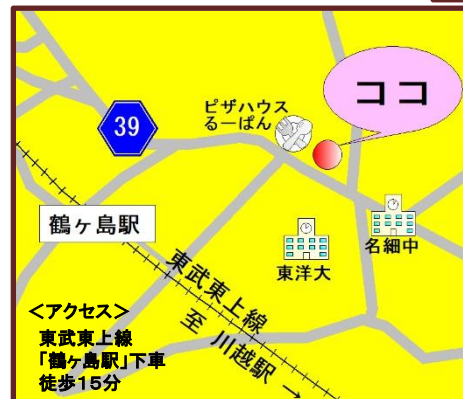 ココ
ピザハウス
るーぱん
39
鶴ヶ島駅
名細中
東洋大
東武東上線
至 川越駅 →
<アクセス>
東武東上線
「鶴ヶ島駅」下車
徒歩15分